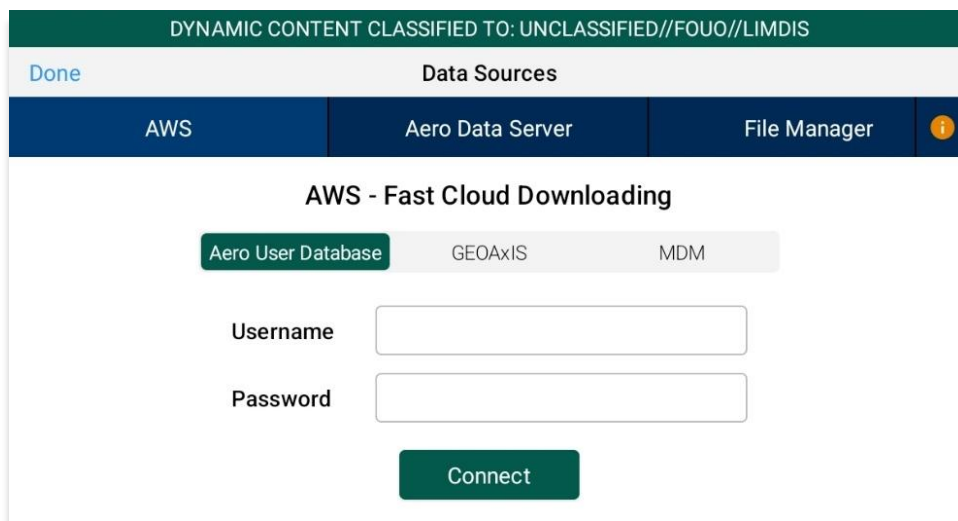 DYNAMIC CONTENT CLASSIFIED TO: UNCLASSIFIED//FOUO//LIMDIS
Done Data Sources
AWS Aero Data Server File Manager i
AWS - Fast Cloud Downloading
Aero User Database GEOAxIS MDM
Username
Password
Connect